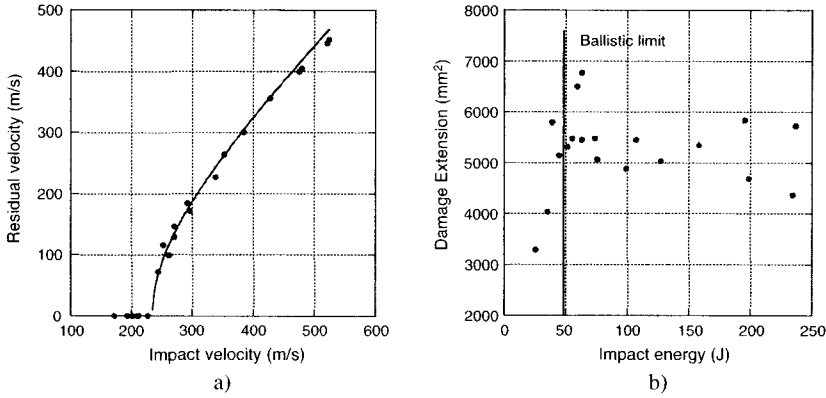 500
400
300
200
100
0
Residual velocity (m/s)
100 200 300 400 500 600
Impact velocity (m/s)
a)
8000
7000
6000
5000
4000
3000
2000
Damage Extension (mm²)
Ballistic limit
0 50 100 150 200 250
Impact energy (J)
b)